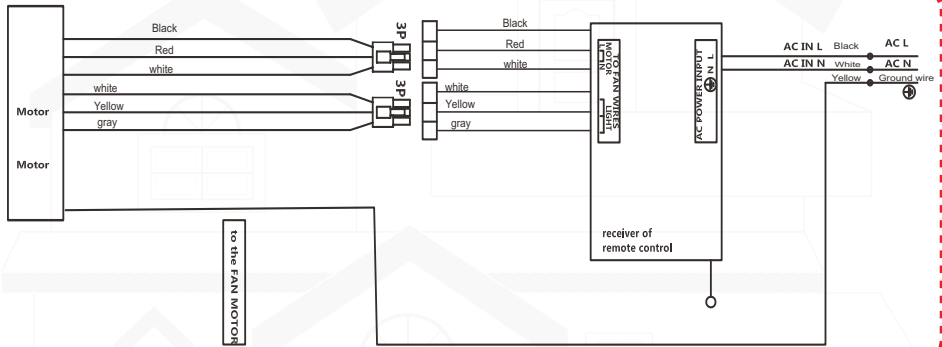 Black
Red
white
white
Yellow
gray
Motor
Motor
3P
3P
Black
Red
white
white
Yellow
gray
TO FAN WIRES
MOTOR
L N
LIGHT
AC POWER INPUT
N L
receiver of
remote control
AC IN L Black AC L
AC IN N White AC N
Yellow Ground wire
to the FAN MOTOR